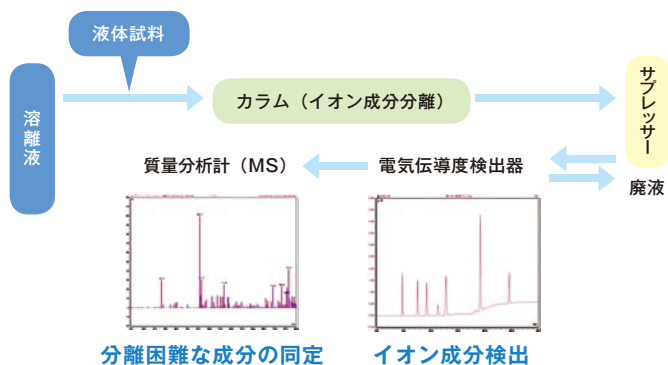 液体試料
溶離液
カラム（イオン成分分離）
サプレッサー
質量分析計（MS）
電気伝導度検出器
廃液
分離困難な成分の同定
イオン成分検出